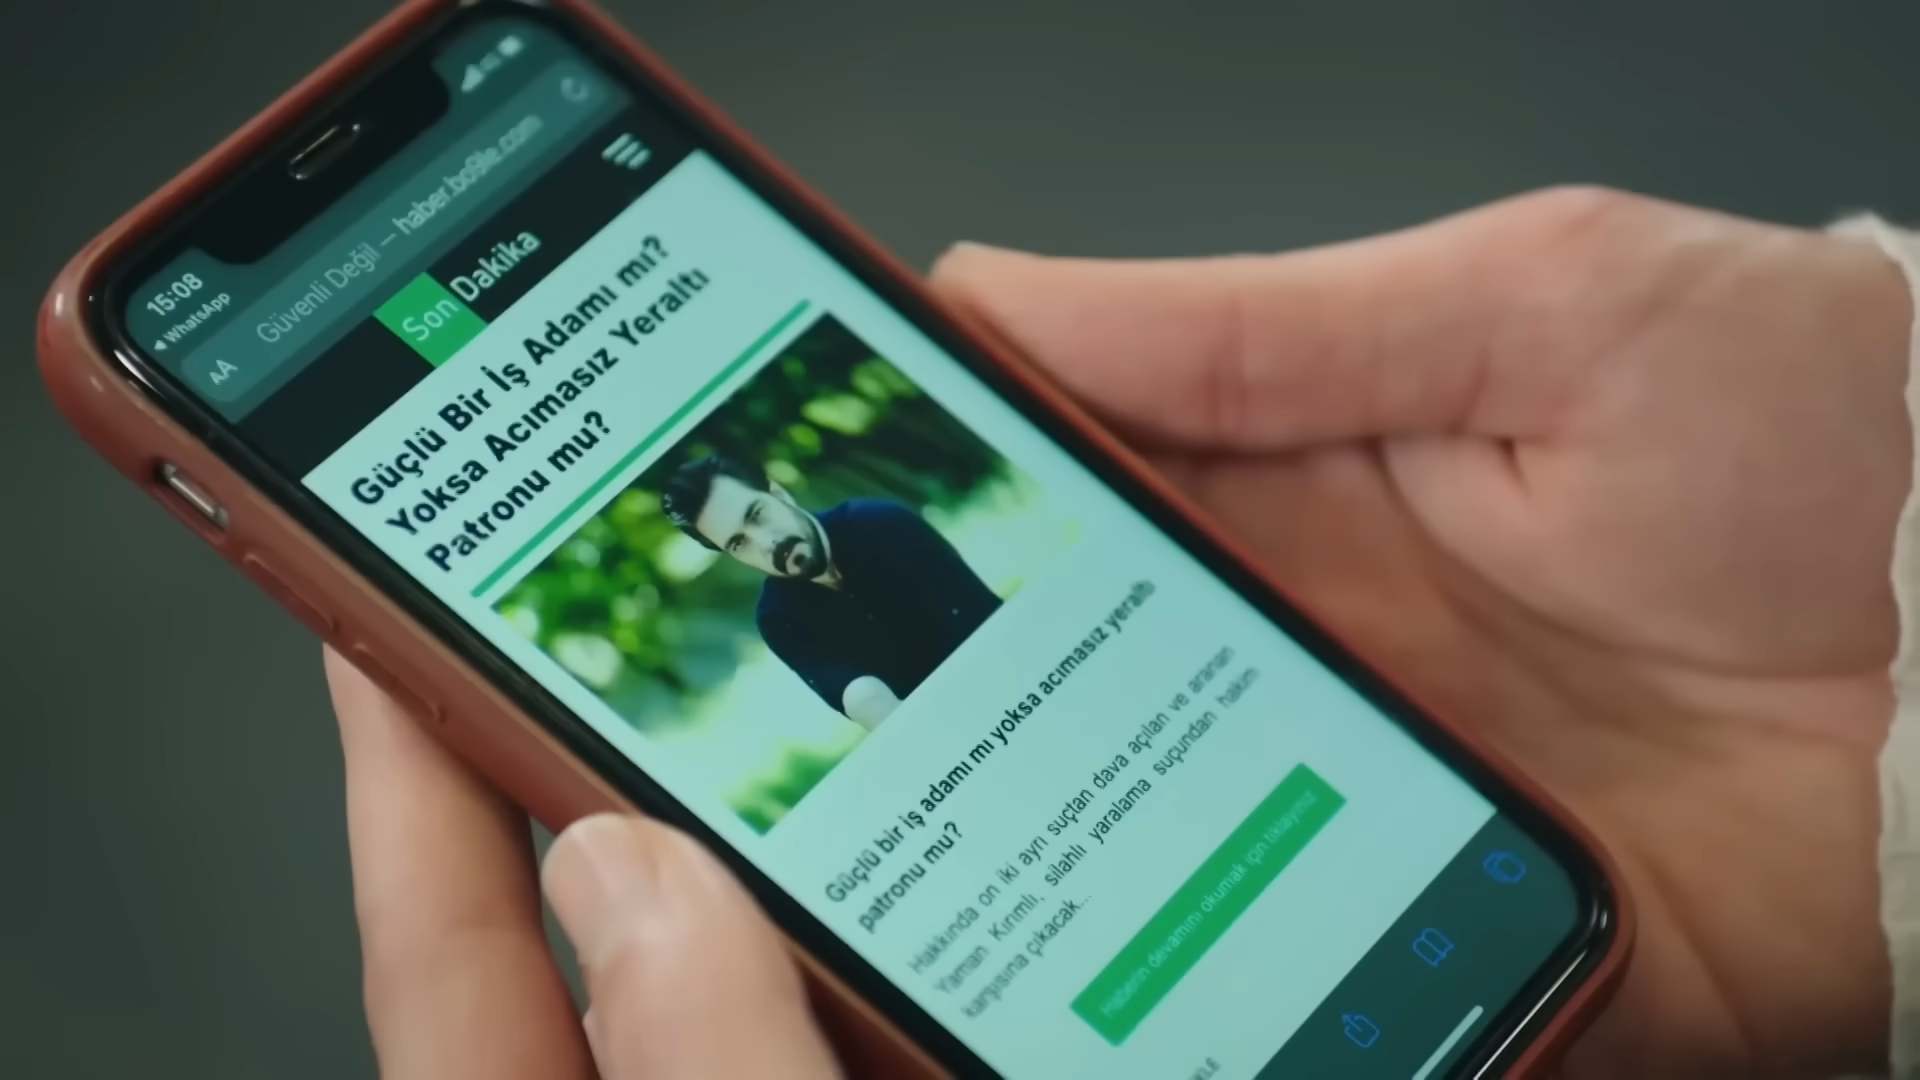 15:08
WhatsApp
AA Güvenli Değil — haber.bo9le.com
Son Dakika
Güçlü Bir İş Adamı mı?
Yoksa Acımasız Yeraltı
Patronu mu?
Güçlü bir iş adamı mı yoksa acımasız yeraltı
patronu mu?
Hakkında on iki ayrı suçtan dava açılan ve aranan
Yaman Kırımlı, silahlı yaralama suçundan hakim
karşısına çıkacak...
Haberin devamını okumak için tıklayınız